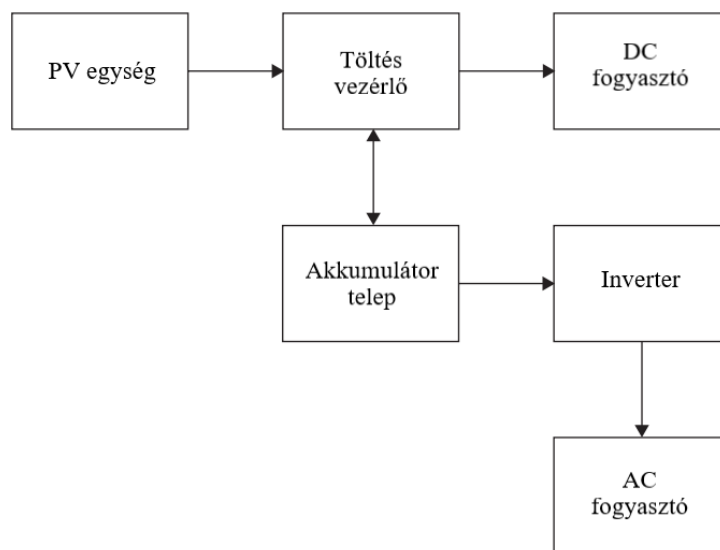 PV egység
Töltés
vezérlő
DC
fogyasztó
Akkumulátor
telep
Inverter
AC
fogyasztó